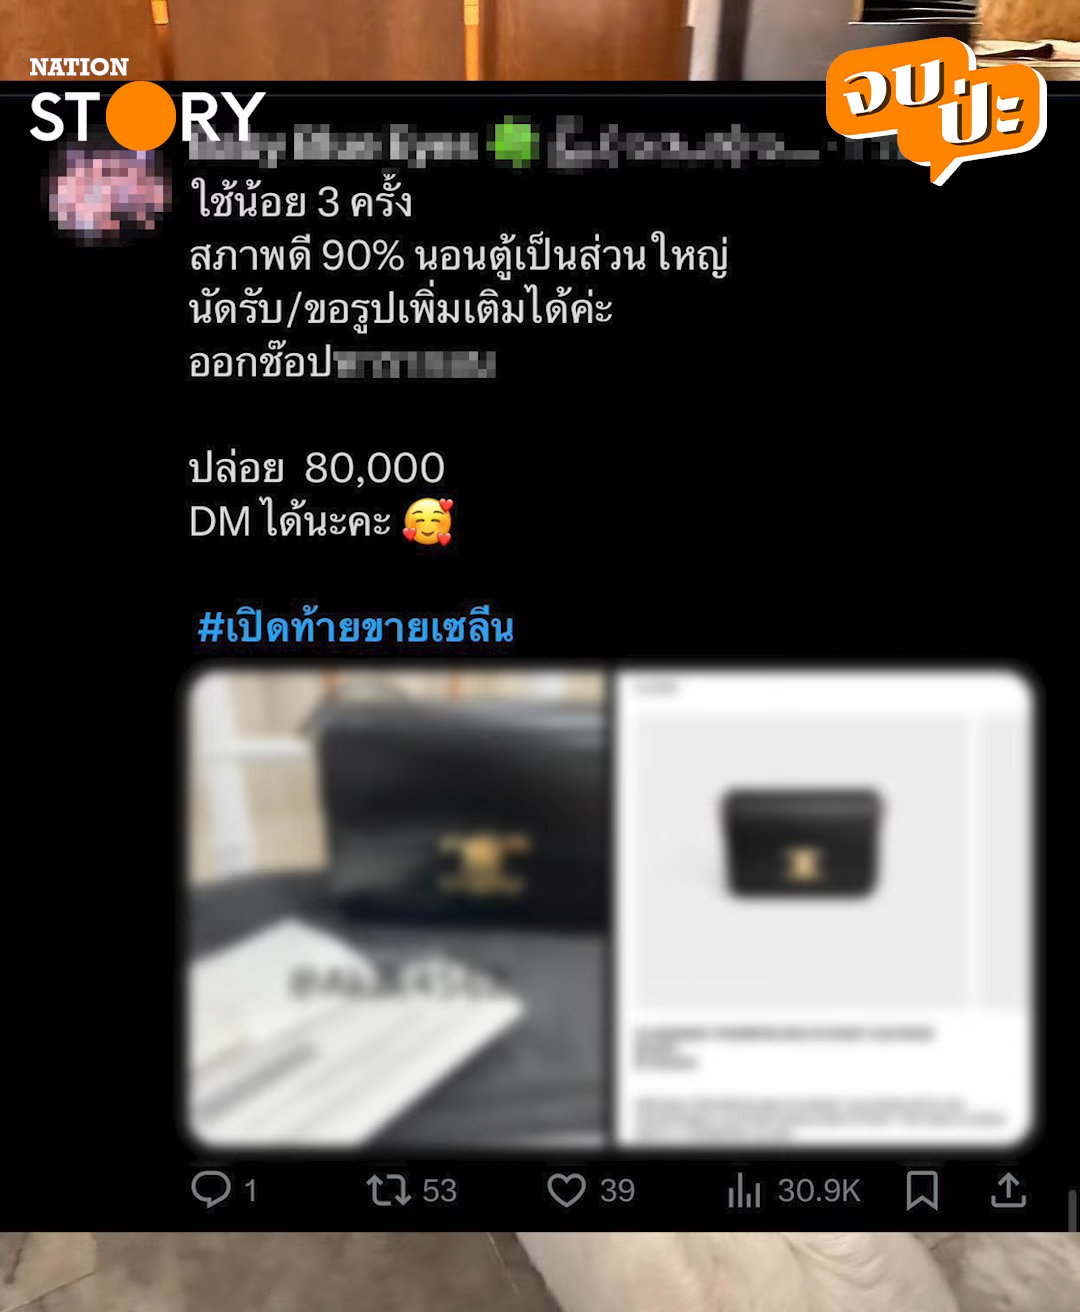 NATION
STORY
จบป่ะ
ใช้น้อย 3 ครั้ง
สภาพดี 90% นอนตู้เป็นส่วนใหญ่
นัดรับ/ขอรูปเพิ่มเติมได้ค่ะ
ออกช๊อป
ปล่อย 80,000
DM ได้นะคะ 🥰
#เปิดท้ายขายเซลีน
1 53 39 30.9K